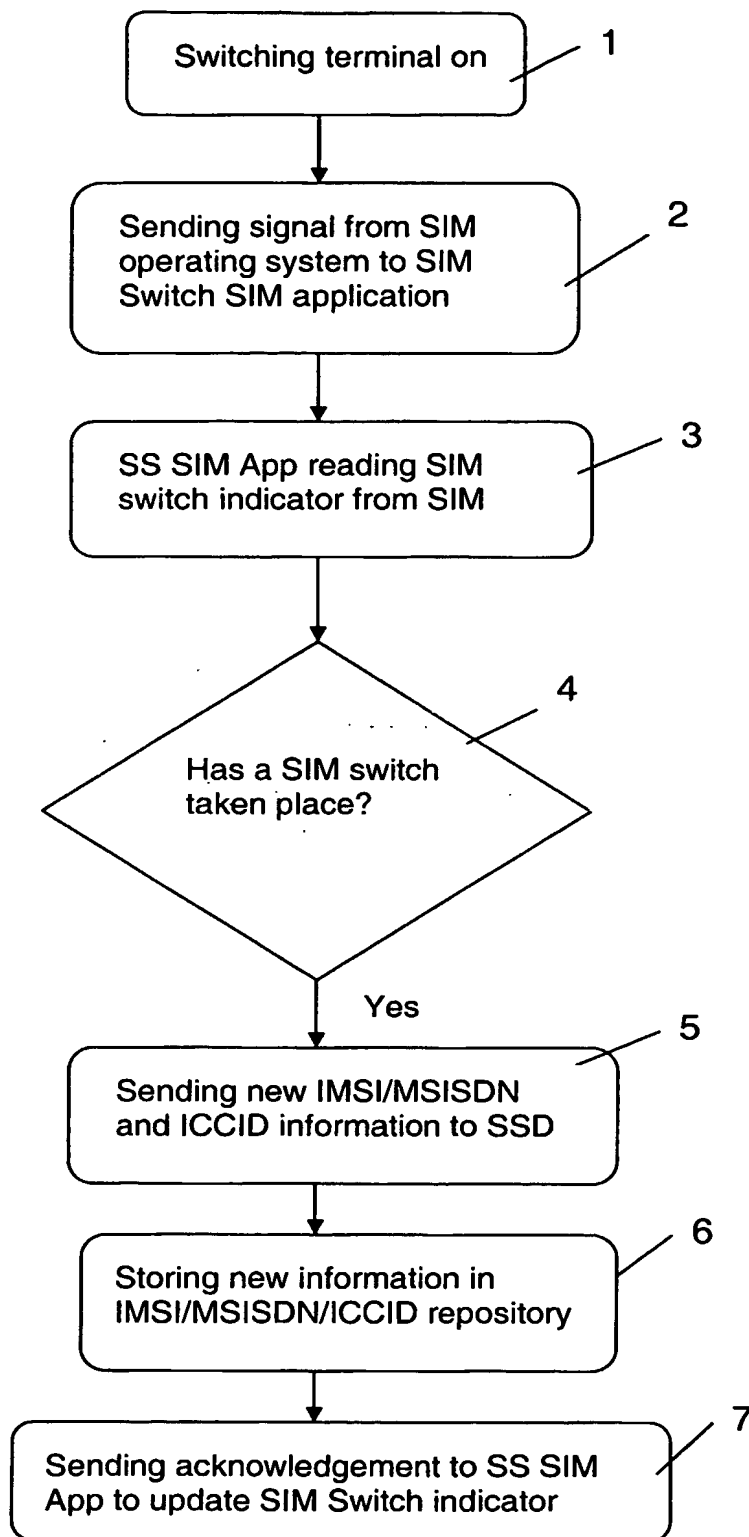 Switching terminal on
1
Sending signal from SIM
operating system to SIM
Switch SIM application
2
SS SIM App reading SIM
switch indicator from SIM
3
Has a SIM switch
taken place?
4
Yes
Sending new IMSI/MSISDN
and ICCID information to SSD
5
Storing new information in
IMSI/MSISDN/ICCID repository
6
Sending acknowledgement to SS SIM
App to update SIM Switch indicator
7